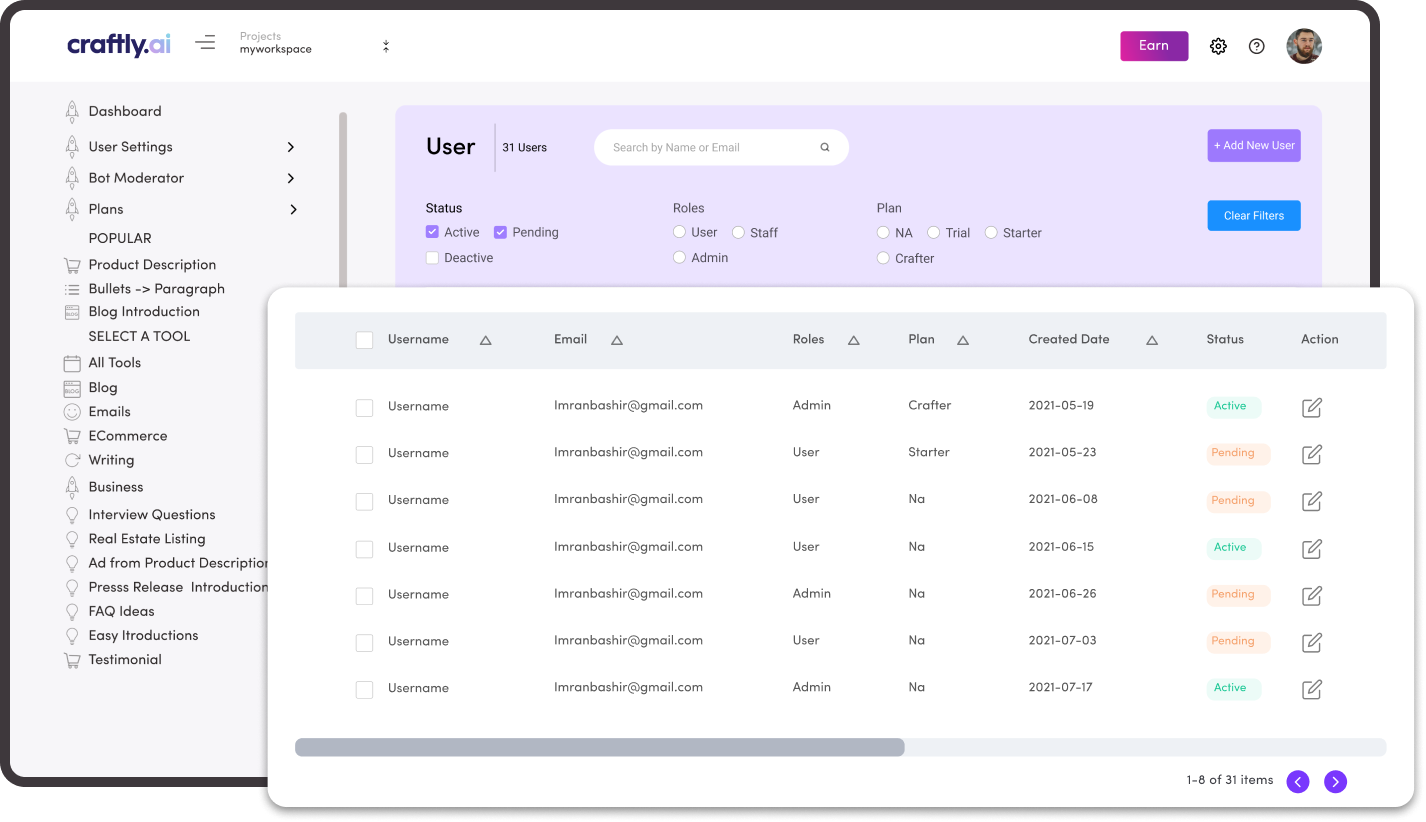 craftly.ai
Projects
myworkspace
Earn
Dashboard
User Settings
Bot Moderator
Plans
POPULAR
Product Description
Bullets -> Paragraph
Blog Introduction
SELECT A TOOL
All Tools
Blog
Emails
ECommerce
Writing
Business
Interview Questions
Real Estate Listing
Ad from Product Description
Presss Release Introduction
FAQ Ideas
Easy Itroductions
Testimonial
User
31 Users
Search by Name or Email
+ Add New User
Status
Active Pending
Deactive
Roles
User Staff
Admin
Plan
NA Trial Starter
Crafter
Clear Filters
Username Email Roles Plan Created Date Status Action
Username Imranbashir@gmail.com Admin Crafter 2021-05-19 Active
Username Imranbashir@gmail.com User Starter 2021-05-23 Pending
Username Imranbashir@gmail.com User Na 2021-06-08 Pending
Username Imranbashir@gmail.com User Na 2021-06-15 Active
Username Imranbashir@gmail.com Admin Na 2021-06-26 Pending
Username Imranbashir@gmail.com User Na 2021-07-03 Pending
Username Imranbashir@gmail.com Admin Na 2021-07-17 Active
1-8 of 31 items